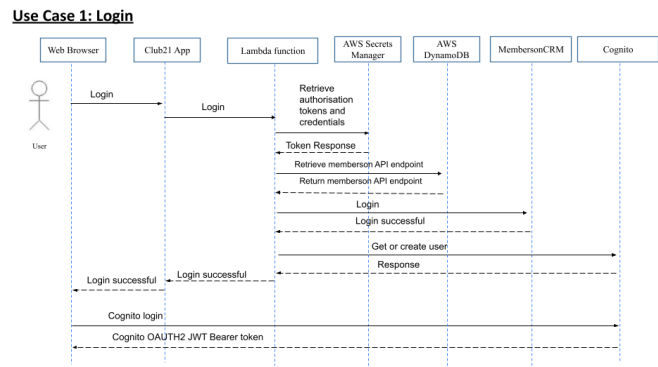 Use Case 1: Login
Web Browser
Club21 App
Lambda function
AWS Secrets
Manager
AWS
DynamoDB
MembersonCRM
Cognito
User
Login
Login
Retrieve
authorisation
tokens and
credentials
Token Response
Retrieve memberson API endpoint
Return memberson API endpoint
Login
Login successful
Get or create user
Response
Login successful
Login successful
Cognito login
Cognito OAUTH2 JWT Bearer token